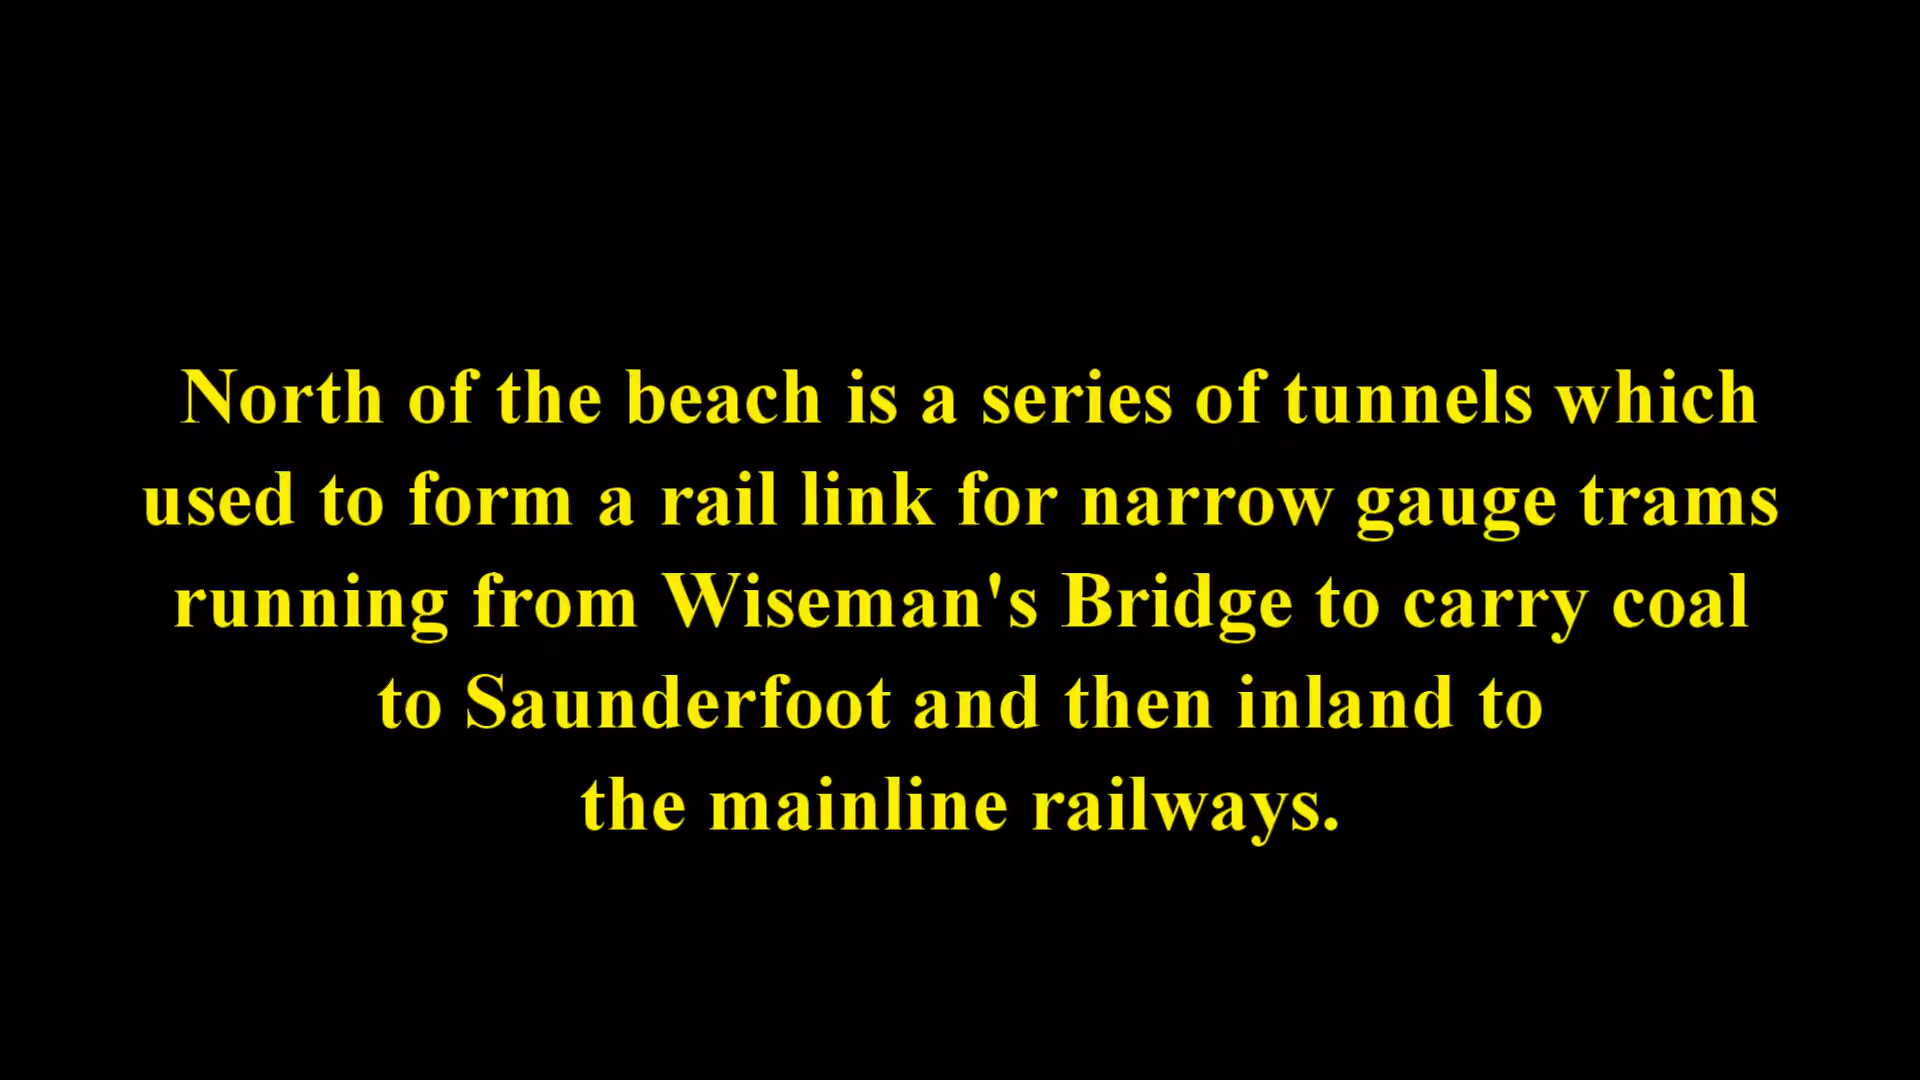 North of the beach is a series of tunnels which
used to form a rail link for narrow gauge trams
running from Wiseman's Bridge to carry coal
to Saunderfoot and then inland to
the mainline railways.